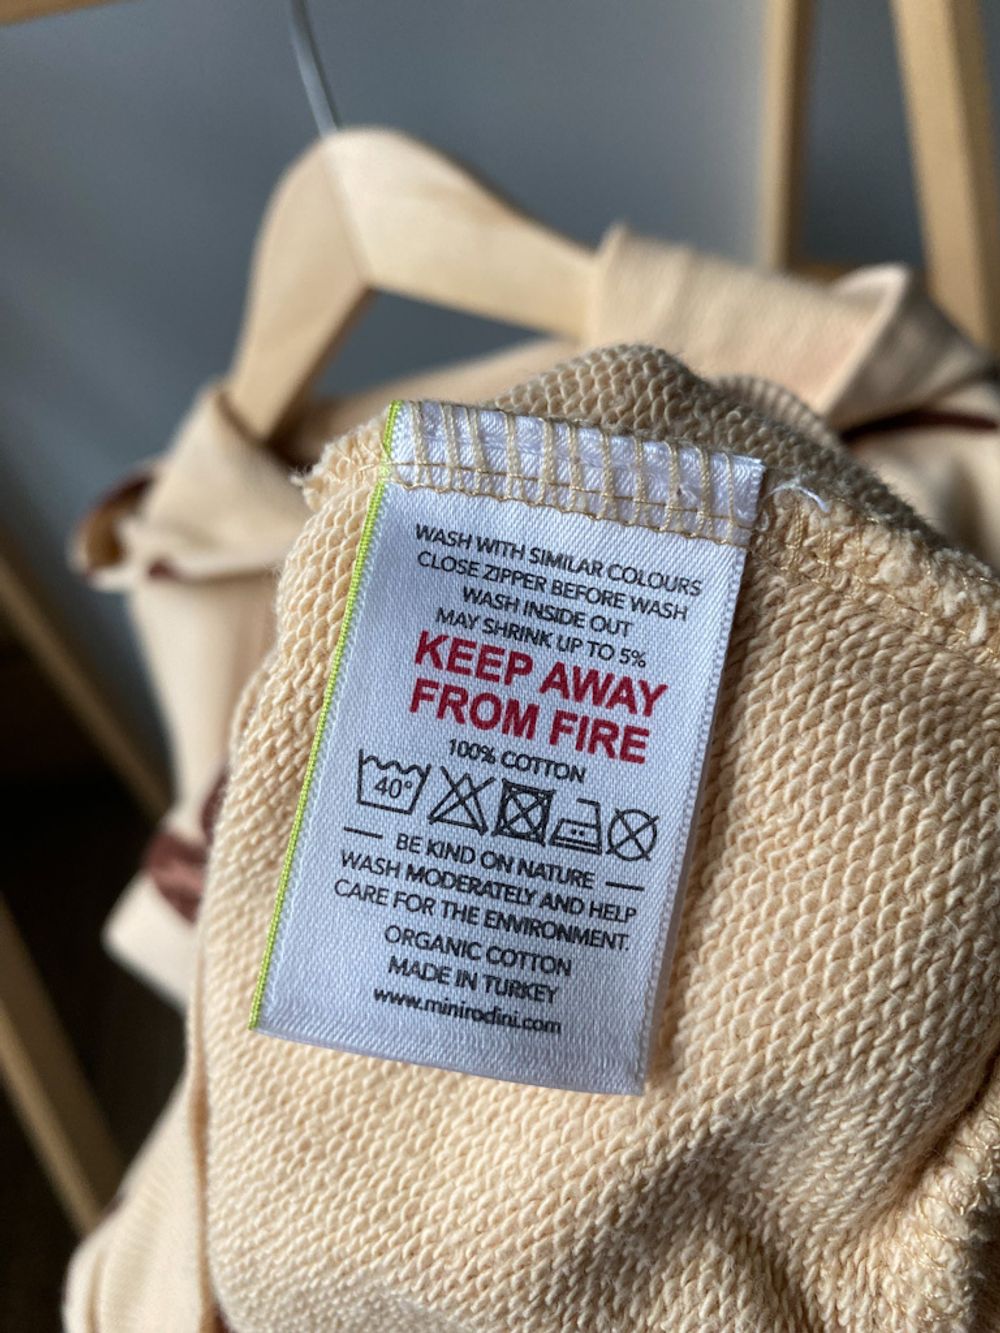 WASH WITH SIMILAR COLOURS
CLOSE ZIPPER BEFORE WASH
WASH INSIDE OUT
MAY SHRINK UP TO 5%
KEEP AWAY
FROM FIRE
100% COTTON
40°
BE KIND ON NATURE
WASH MODERATELY AND HELP
CARE FOR THE ENVIRONMENT.
ORGANIC COTTON
MADE IN TURKEY
www.minirodini.com